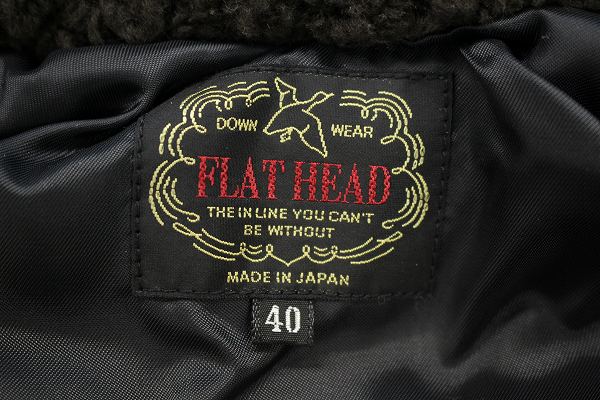 DOWN WEAR
FLAT HEAD
THE IN LINE YOU CAN'T
BE WITHOUT
MADE IN JAPAN
40